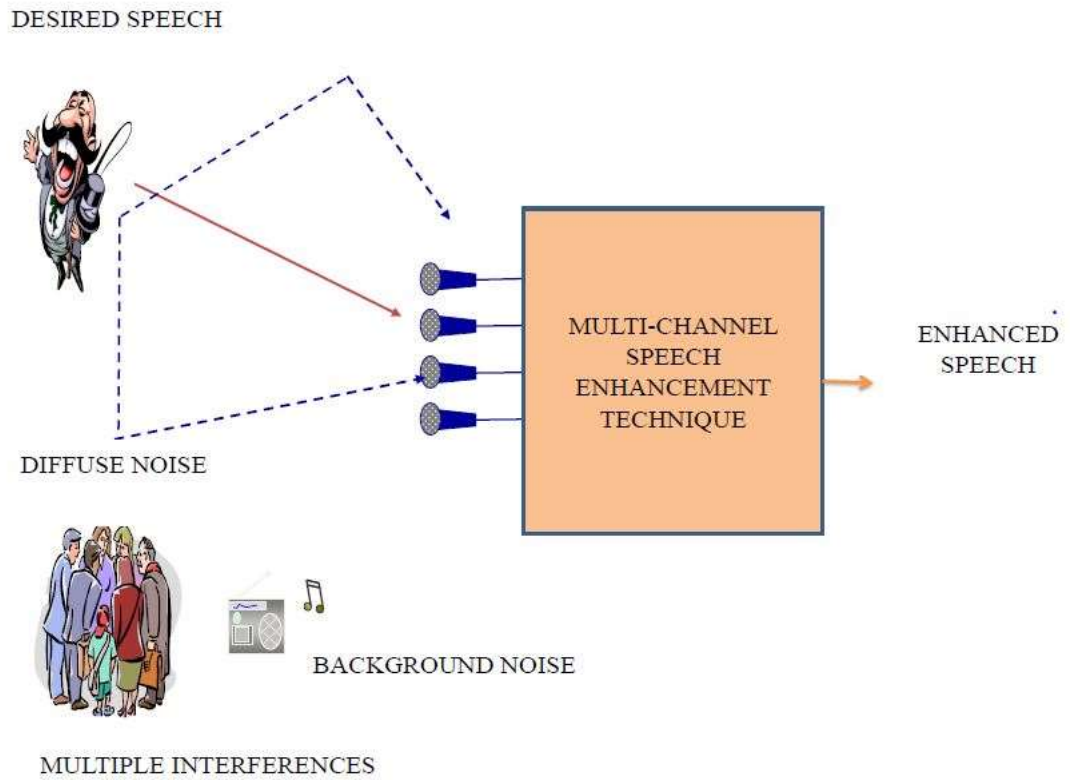 DESIRED SPEECH
MULTI-CHANNEL
SPEECH
ENHANCEMENT
TECHNIQUE
ENHANCED
SPEECH
DIFFUSE NOISE
BACKGROUND NOISE
MULTIPLE INTERFERENCES